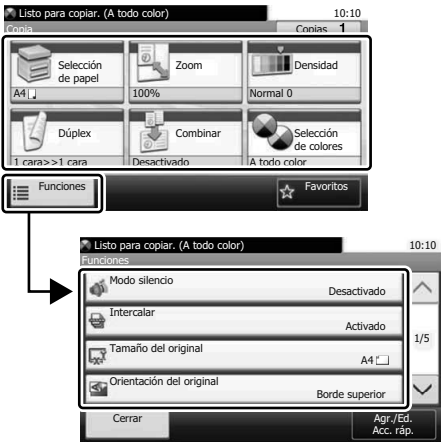 Listo para copiar. (A todo color)
10:10
Copia
Copias 1
Selección
de papel
A4
Zoom
100%
Densidad
Normal 0
Dúplex
1 cara>>1 cara
Combinar
Desactivado
Selección
de colores
A todo color
Funciones
Favoritos
Listo para copiar. (A todo color)
10:10
Funciones
Modo silencio
Desactivado
Intercalar
Activado
1/5
Tamaño del original
A4
Orientación del original
Borde superior
Cerrar
Agr./Ed.
Acc. ráp.